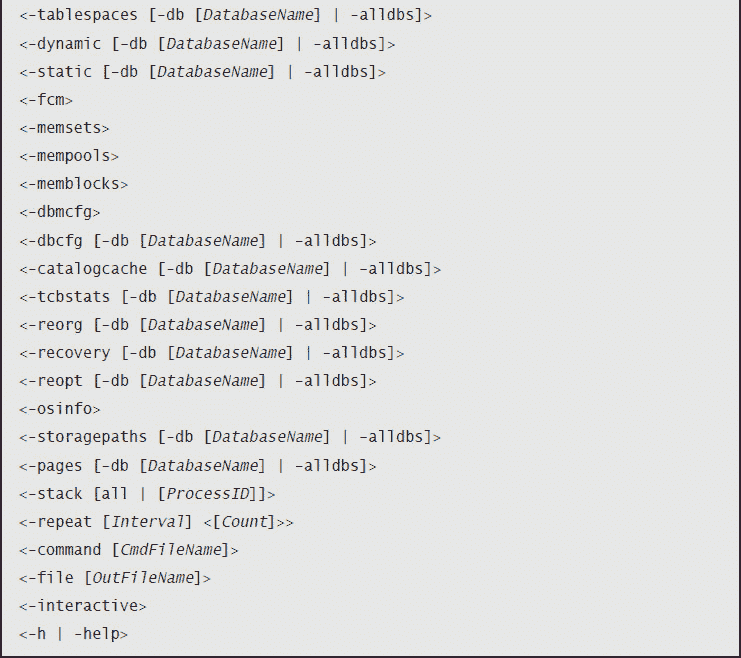 <-tablespaces [-db [DatabaseName] | -alldbs]>
<-dynamic [-db [DatabaseName] | -alldbs]>
<-static [-db [DatabaseName] | -alldbs]>
<-fcm>
<-memsets>
<-mempools>
<-memblocks>
<-dbmcfg>
<-dbcfg [-db [DatabaseName] | -alldbs]>
<-catalogcache [-db [DatabaseName] | -alldbs]>
<-tcbstats [-db [DatabaseName] | -alldbs]>
<-reorg [-db [DatabaseName] | -alldbs]>
<-recovery [-db [DatabaseName] | -alldbs]>
<-reopt [-db [DatabaseName] | -alldbs]>
<-osinfo>
<-storagepaths [-db [DatabaseName] | -alldbs]>
<-pages [-db [DatabaseName] | -alldbs]>
<-stack [all | [ProcessID]]>
<-repeat [Interval] <[Count]>>
<-command [CmdFileName]>
<-file [OutFileName]>
<-interactive>
<-h | -help>